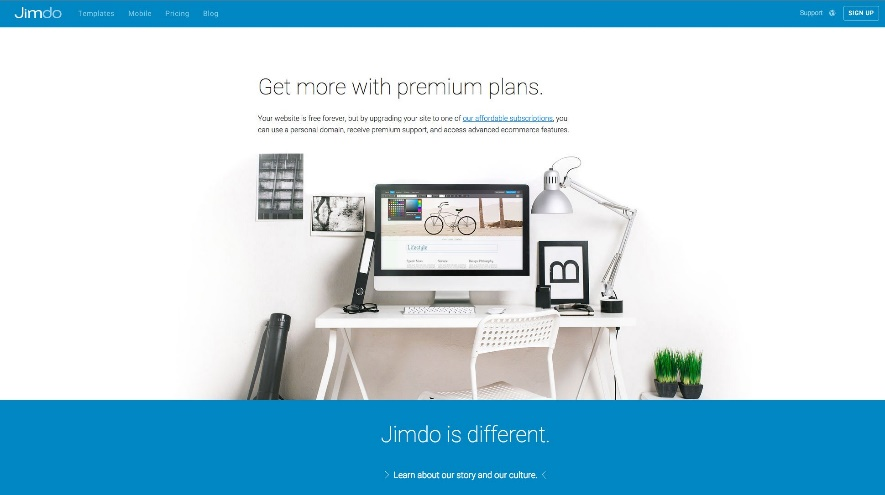 Jimdo Templates Mobile Pricing Blog Support SIGN UP
Get more with premium plans.
Your website is free forever, but by upgrading your site to one of our affordable subscriptions, you
can use a personal domain, receive premium support, and access advanced ecommerce features.
Lifestyle
B
Jimdo is different.
Learn about our story and our culture.